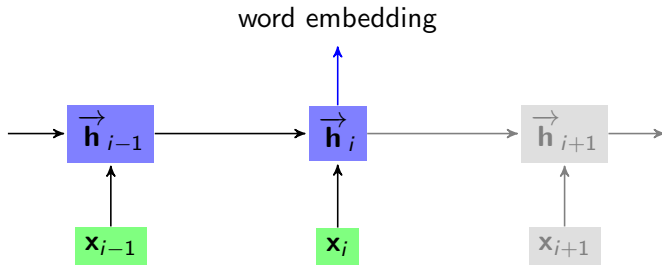 word embedding
→h i−1 →h i →h i+1
x i−1 x i x i+1